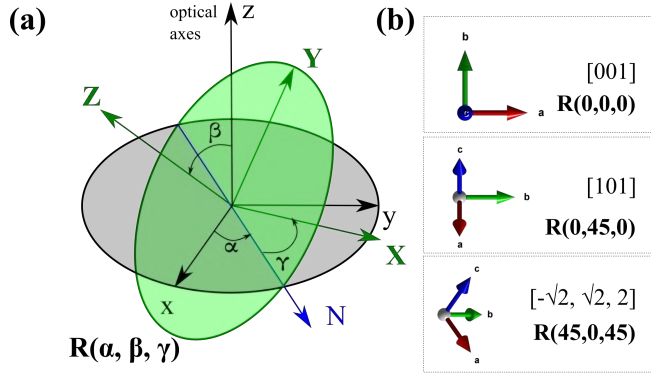 (a)
optical
axes
z
Y
Z
β
y
α
γ
X
x
N
R(α, β, γ)
(b)
b
[001]
R(0,0,0)
c
a
c
[101]
b
R(0,45,0)
a
c
[-√2, √2, 2]
b
R(45,0,45)
a